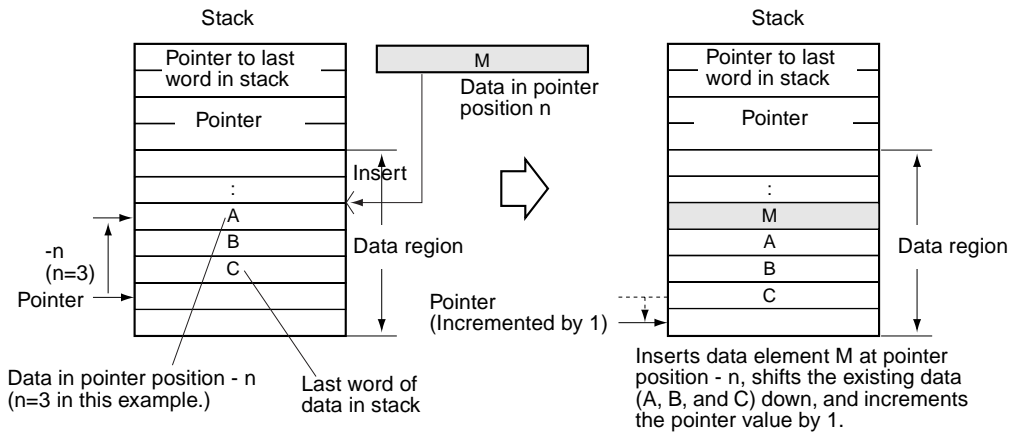 Stack
Pointer to last
word in stack
Pointer
:
A
B
C
-n
(n=3)
Pointer
Data in pointer position - n
(n=3 in this example.)
Last word of
data in stack
M
Data in pointer
position n
Insert
Data region
Stack
Pointer to last
word in stack
Pointer
:
M
A
B
C
Data region
Pointer
(Incremented by 1)
Inserts data element M at pointer
position - n, shifts the existing data
(A, B, and C) down, and increments
the pointer value by 1.